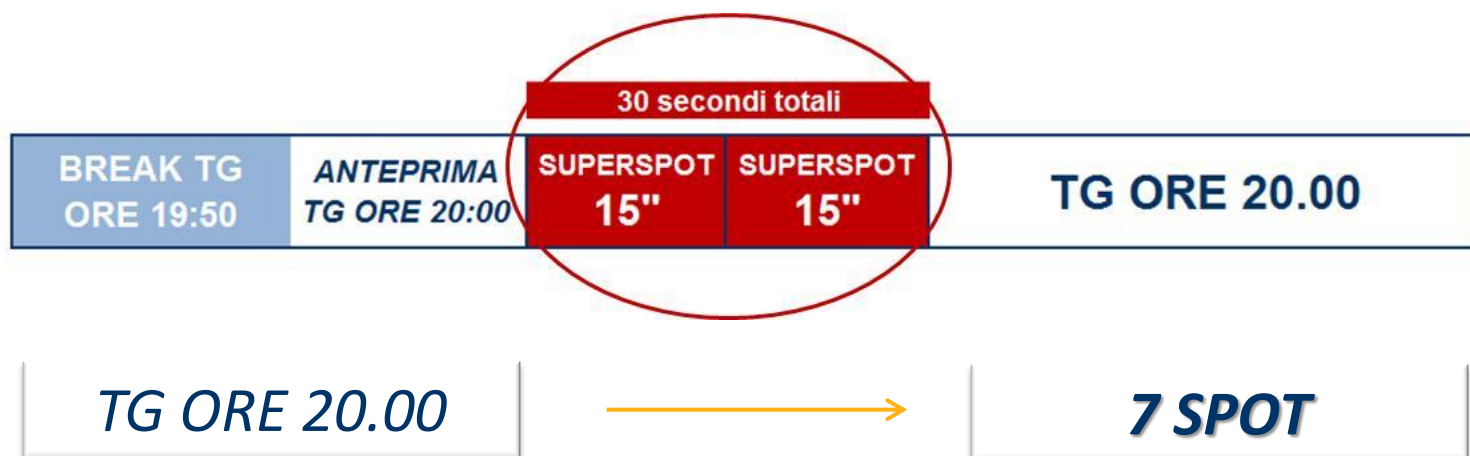 30 secondi totali
BREAK TG
ORE 19:50
ANTEPRIMA
TG ORE 20:00
SUPERSPOT
15"
SUPERSPOT
15"
TG ORE 20.00
TG ORE 20.00
7 SPOT